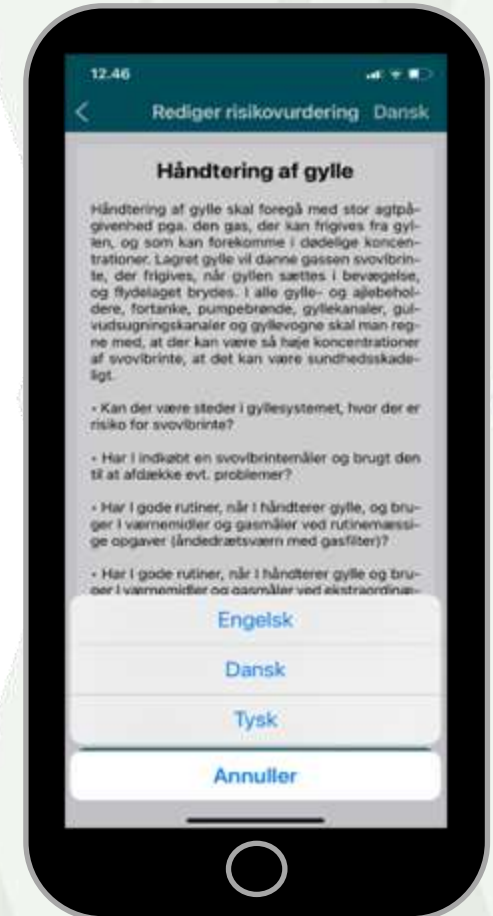 12.46
Rediger risikovurdering Dansk
Håndtering af gylle
Håndtering af gylle skal foregå med stor agtpå-
givenhed pga. den gas, der kan frigives fra gyl-
len, og som kan forekomme i dødelige koncen-
trationer. Lagret gylle vil danne gassen svovlbrin-
te, der frigives, når gyllen sættes i bevægelse,
og flydelaget brydes. I alle gylle- og ajlebehol-
dere, fortanke, pumpebrønde, gyllekanaler, gul-
vudsugningskanaler og gyllevogne skal man reg-
ne med, at der kan være så høje koncentrationer
af svovlbrinte, at det kan være sundhedsskade-
ligt.
• Kan der være steder i gyllesystemet, hvor der er
risiko for svovlbrinte?
• Har I indkøbt en svovlbrintemåler og brugt den
til at afdække evt. problemer?
• Har I gode rutiner, når I håndterer gylle, og bru-
ger I værnemidler og gasmåler ved rutinemæssi-
ge opgaver (åndedrætsværn med gasfilter)?
• Har I gode rutiner, når I håndterer gylle og bru-
ger I værnemidler og gasmåler ved ekstraordinæ-
Engelsk
Dansk
Tysk
Annuller